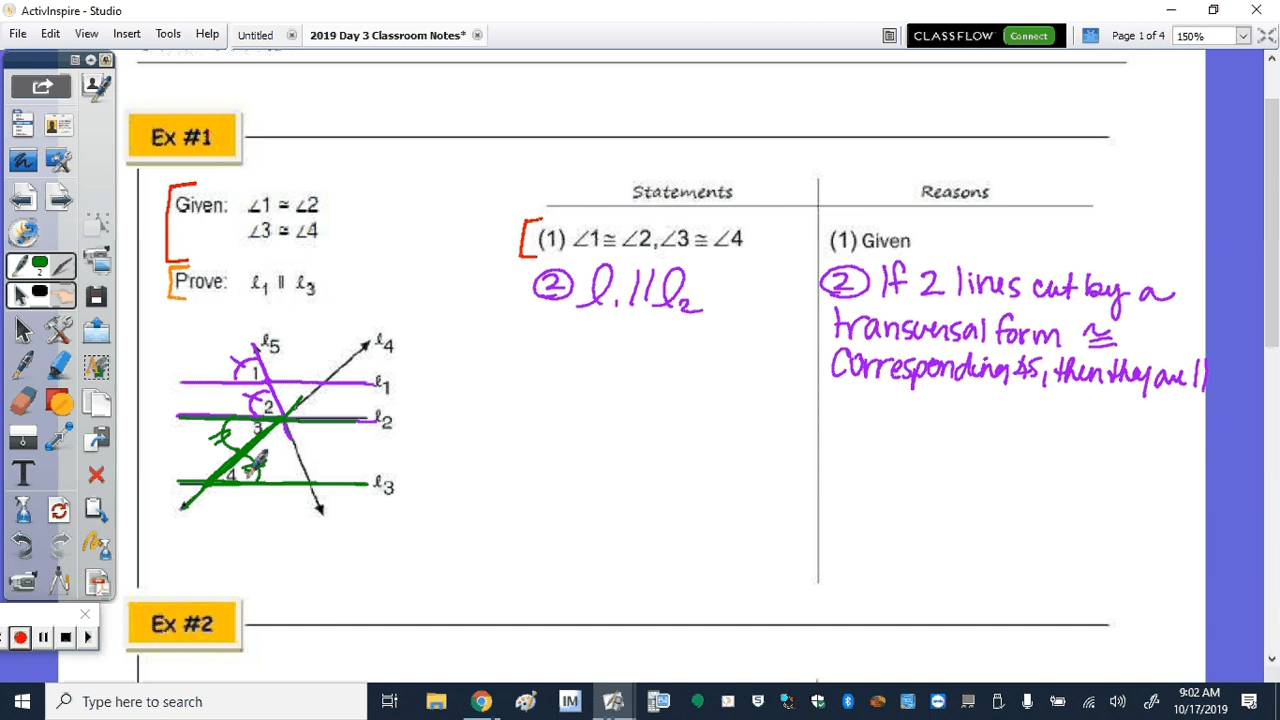 ActivInspire - Studio
File Edit View Insert Tools Help Untitled 2019 Day 3 Classroom Notes* CLASSFLOW Connect Page 1 of 4 150%
Ex #1
Given: ∠1 ≅ ∠2
∠3 ≅ ∠4
Prove: ℓ1 ∥ ℓ3
Statements Reasons
(1) ∠1 ≅ ∠2, ∠3 ≅ ∠4 (1) Given
② ℓ1 // ℓ2
② If 2 lines cut by a
transversal form ≅
corresponding ∡s, then they are //
ℓ5
ℓ4
1
ℓ1
2
ℓ2
3
4
ℓ3
2
T
Ex #2
Type here to search
IM
9:02 AM
10/17/2019